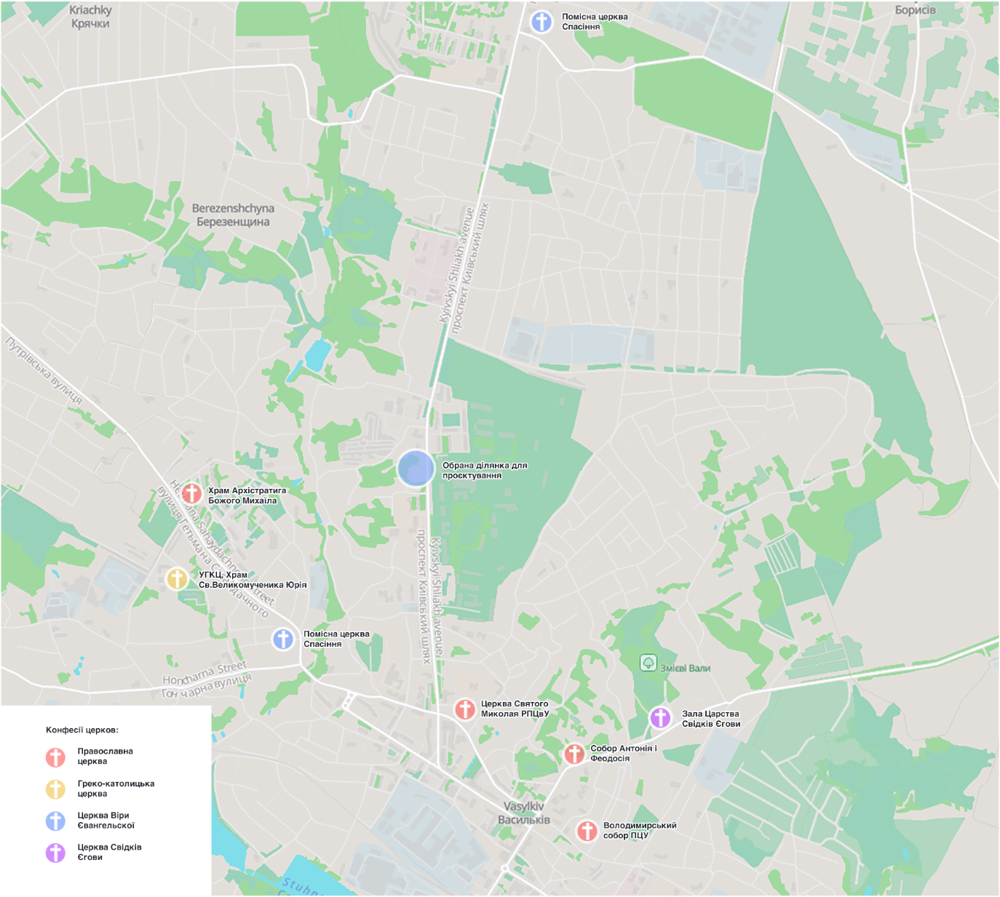 Kriachky
Крячки
Помісна церква
Спасіння
Борисів
Berezenshchyna
Березенщина
Kyivskyi Shliakh avenue
проспект Київський шлях
Путрівська вулиця
Обрана ділянка для
проєктування
Храм Архістратига
Божого Михаїла
УГКЦ, Храм
Св.Великомученика Юрія
Kyivskyi Shliakh avenue
проспект Київський шлях
Помісна церква
Спасіння
Змієві Вали
Honcharna Street
Гончарна вулиця
Церква Святого
Миколая РПЦвУ
Зала Царства
Свідків Єгови
Собор Антонія і
Феодосія
Vasylkiv
Васильків
Володимирський
собор ПЦУ
Конфесії церков:
Православна
церква
Греко-католицька
церква
Церква Віри
Євангельскої
Церква Свідків
Єгови